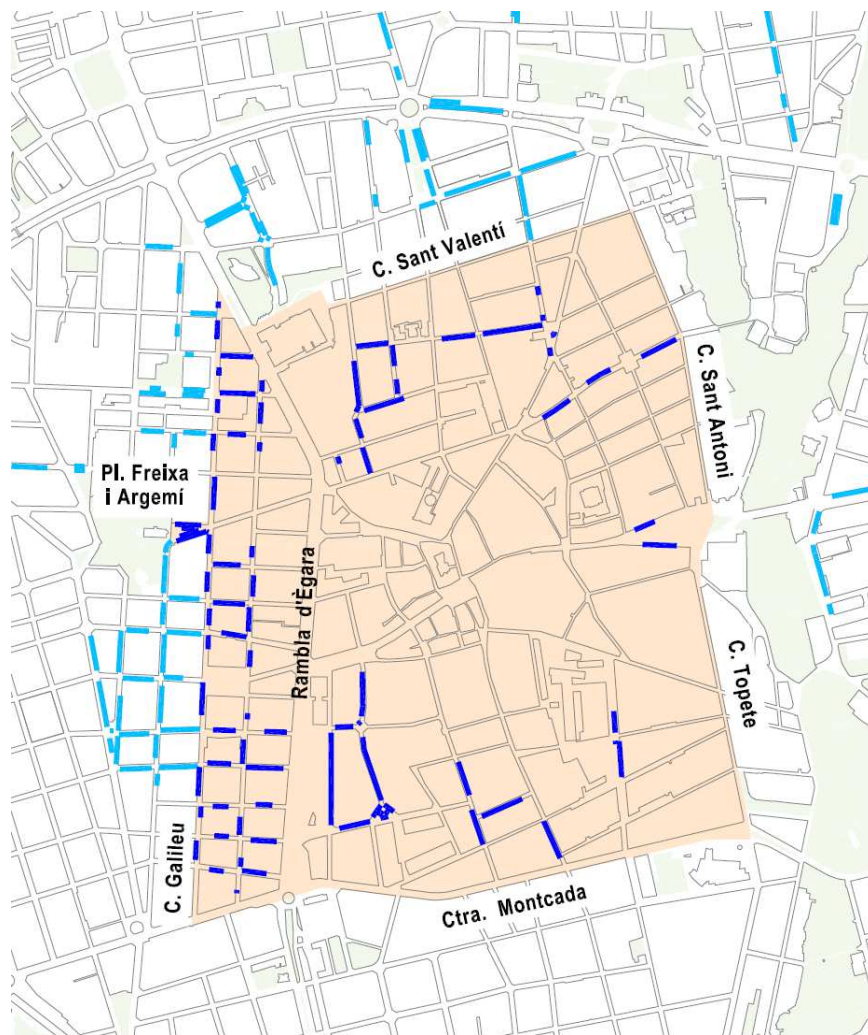 C. Sant Valentí
C. Sant Antoni
Pl. Freixa
i Argemí
Rambla d'Ègara
C. Topete
C. Galileu
Ctra. Montcada